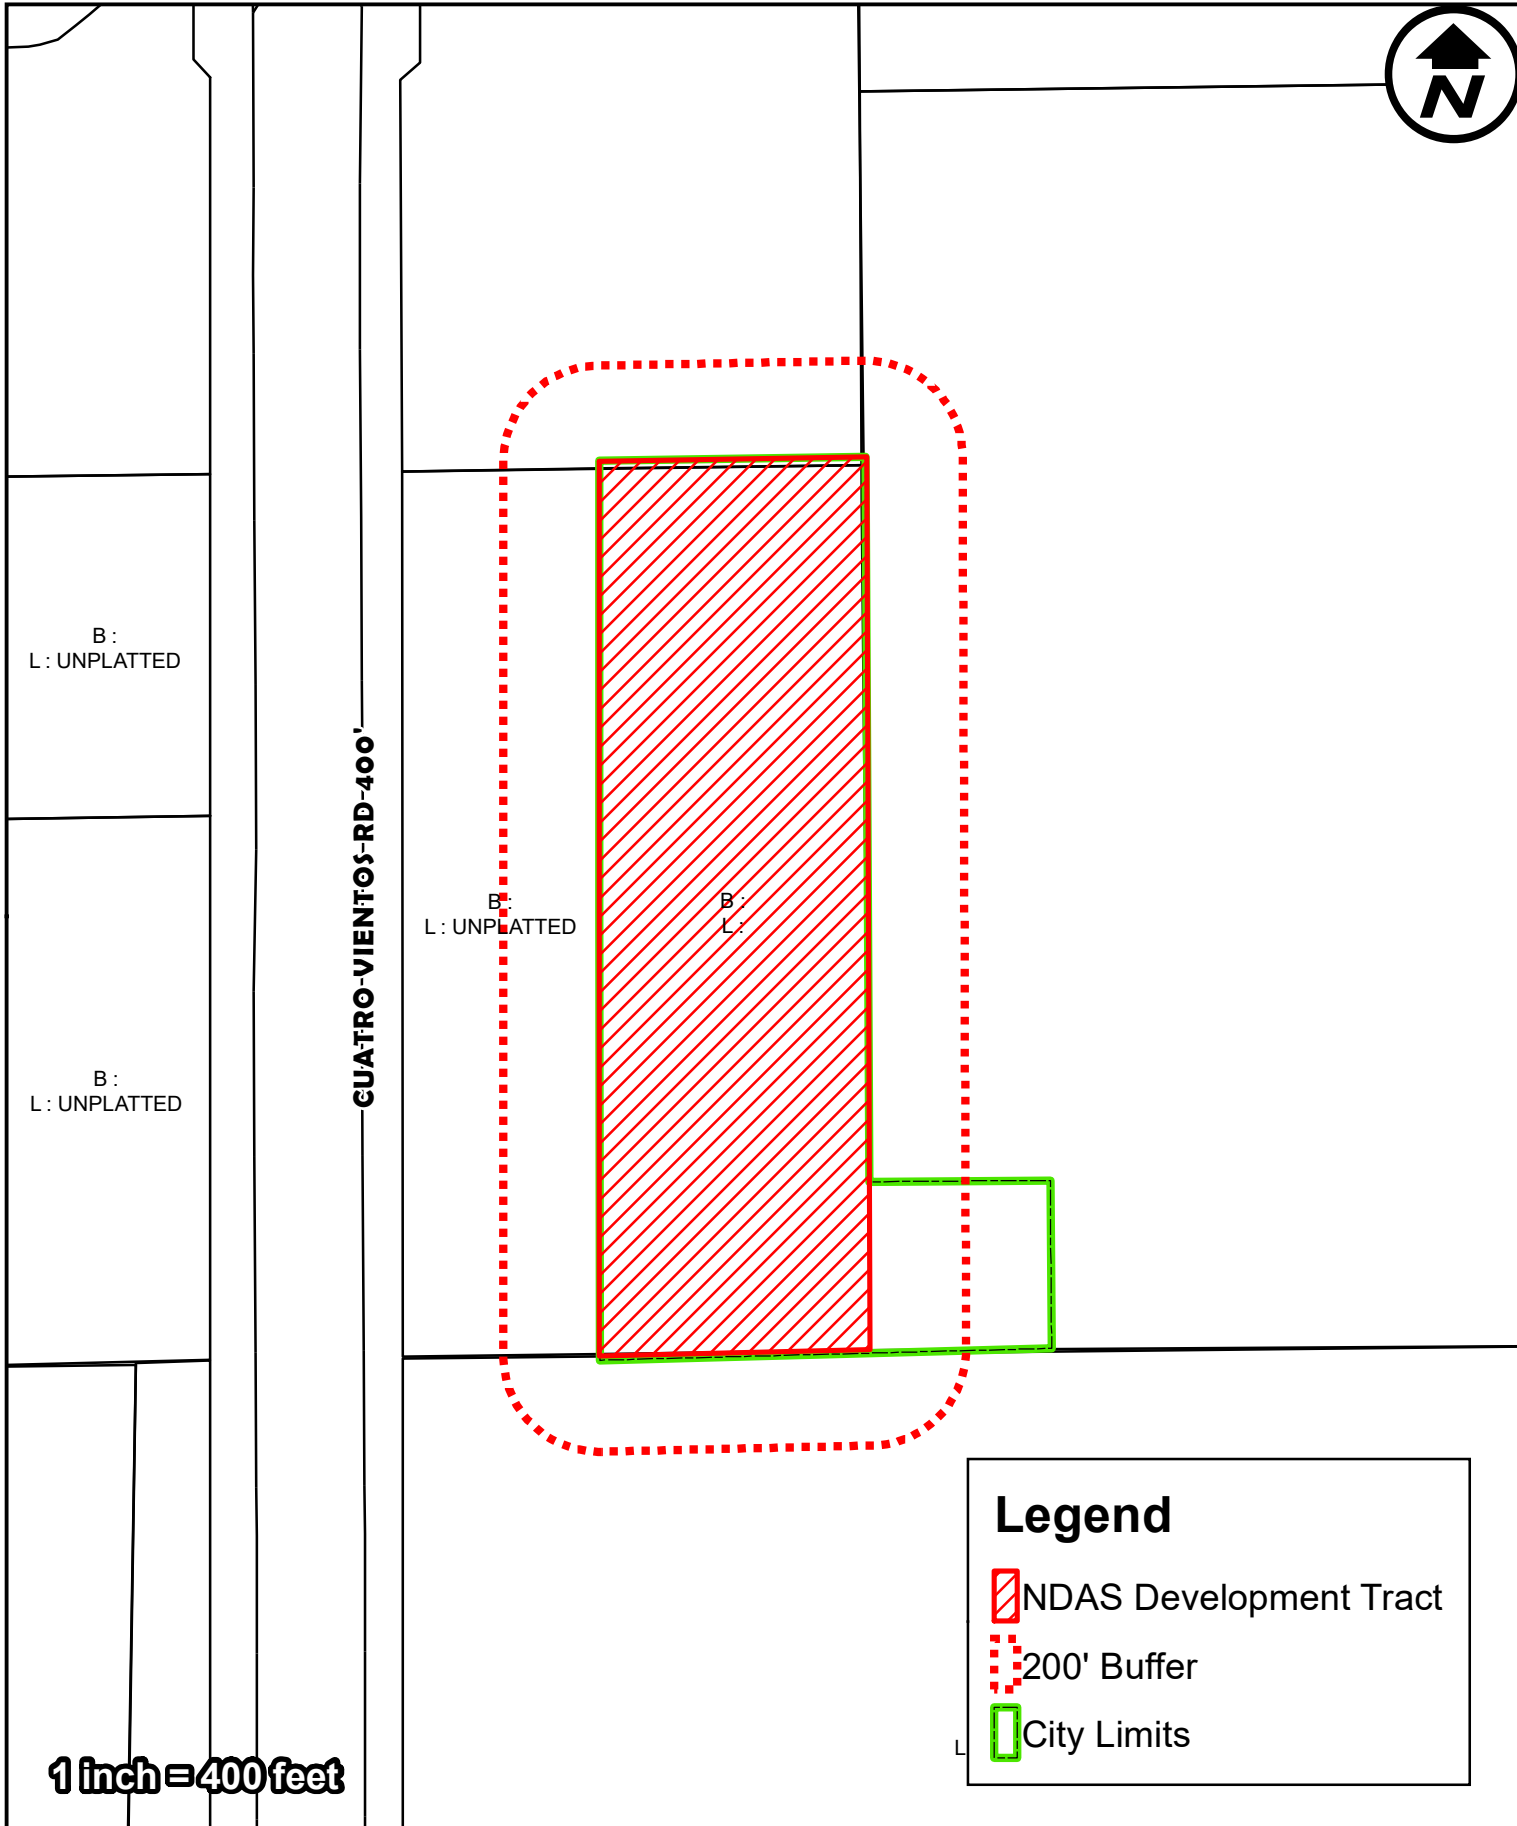 N
B :
L : UNPLATTED
CUATRO-VIENTOS-RD-400'
B :
L : UNPLATTED
B :
L :
B :
L : UNPLATTED
Legend
NDAS Development Tract
200' Buffer
City Limits
L
1 inch = 400 feet